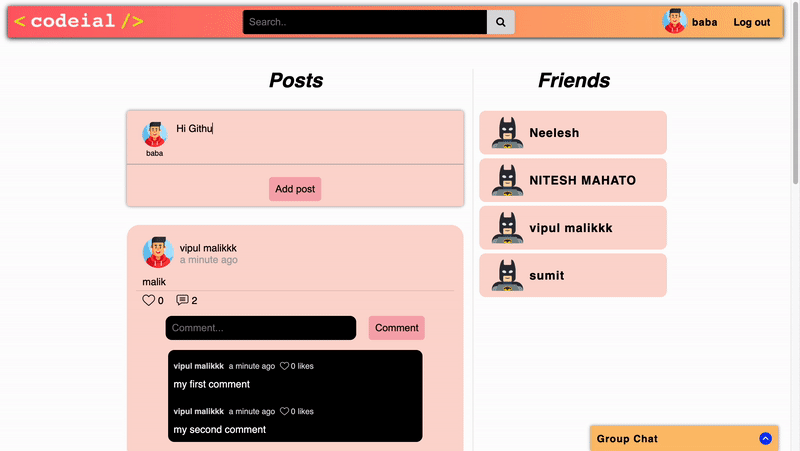 < codeial />
Search..
baba
Log out
Posts
Friends
Hi Githu
baba
Add post
Neelesh
NITESH MAHATO
vipul malikkk
sumit
vipul malikkk
a minute ago
malik
0 2
Comment...
Comment
vipul malikkk a minute ago 0 likes
my first comment
vipul malikkk a minute ago 0 likes
my second comment
Group Chat